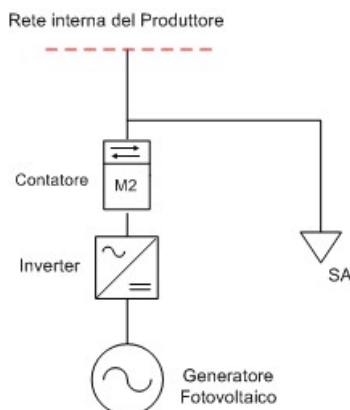 Rete interna del Produttore
Contatore
M2
Inverter
SA
Generatore
Fotovoltaico